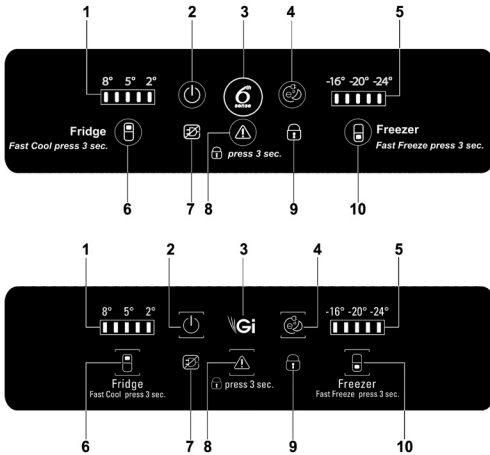 1 2 3 4 5
8° 5° 2° 6th sense e -16° -20° -24°
Fridge Freezer
Fast Cool press 3 sec. press 3 sec. Fast Freeze press 3 sec.
6 7 8 9 10
1 2 3 4 5
8° 5° 2° Gi e -16° -20° -24°
Fridge press 3 sec. Freezer
Fast Cool press 3 sec. Fast Freeze press 3 sec.
6 7 8 9 10